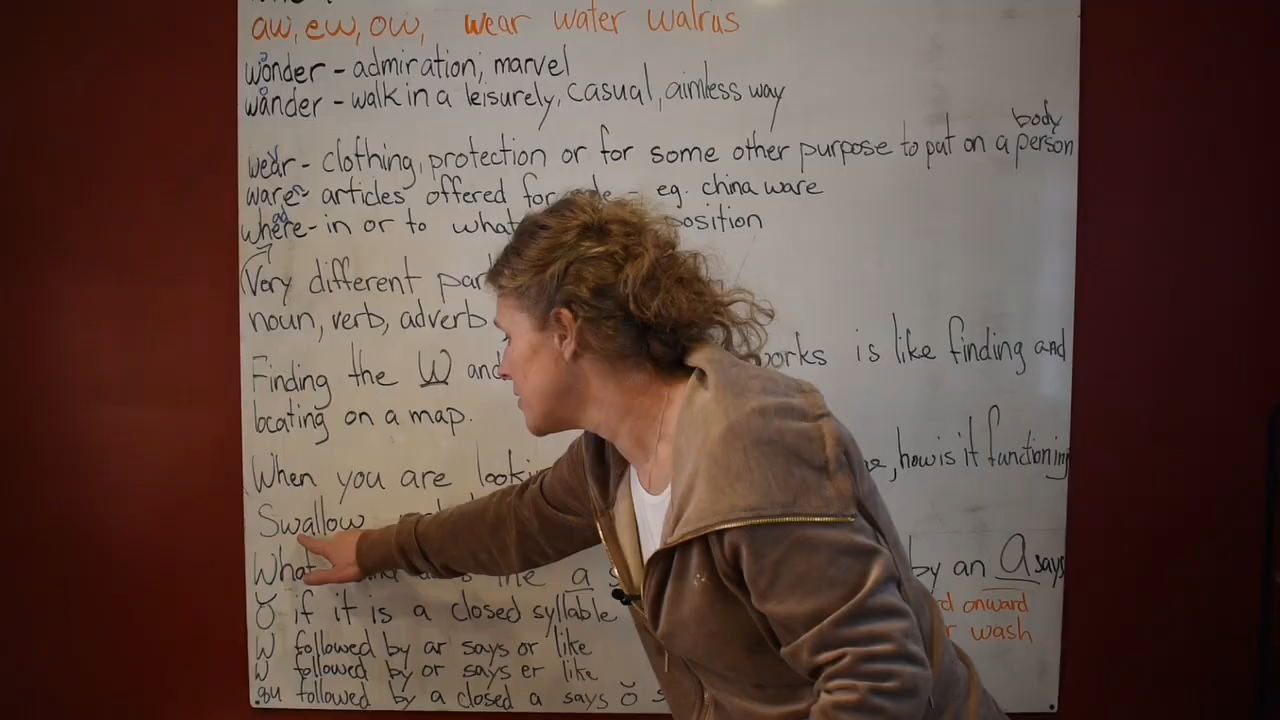 aw, ew, ow, wear water walrus
wonder - admiration, marvel
wander - walk in a leisurely, casual, aimless way
body
wear - clothing, protection or for some other purpose to put on a person
ware - articles offered for - eg. china ware
where - in or to what position
Very different
noun, verb, adverb
Finding the W and works is like finding and
locating on a map.
When you are how is it functioning
Swallow
What the a by an a says
ŏ if it is a closed syllable onward
W followed by ar says or like wash
W followed by or says er like
qu followed by a closed a says ŏ